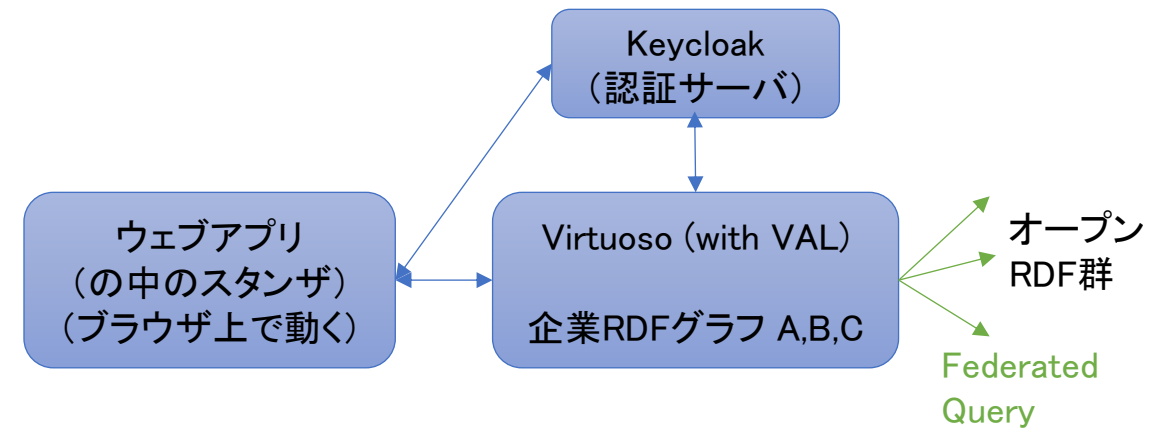 Keycloak
（認証サーバ）
ウェブアプリ
（の中のスタンザ）
（ブラウザ上で動く）
Virtuoso (with VAL)
企業RDFグラフ A,B,C
オープン
RDF群
Federated
Query